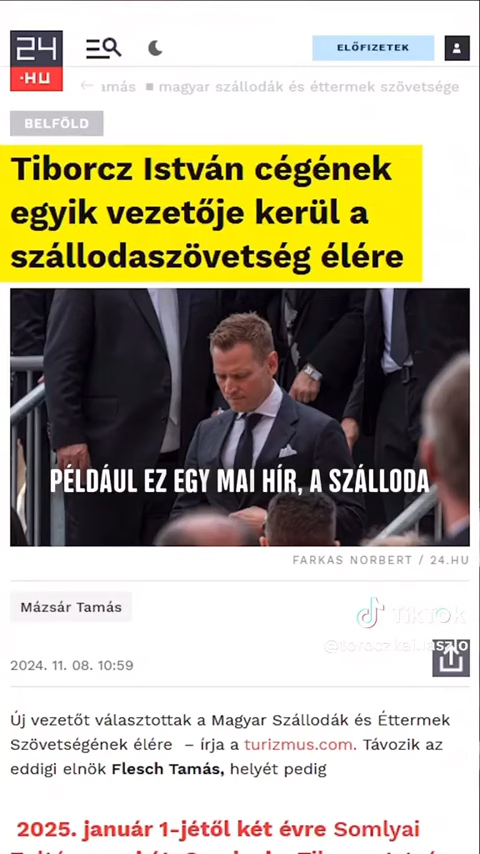 24
.HU
ELŐFIZETEK
amás ■ magyar szállodák és éttermek szövetsége
BELFÖLD
Tiborcz István cégének
egyik vezetője kerül a
szállodaszövetség élére
PÉLDÁUL EZ EGY MAI HÍR, A SZÁLLODA
FARKAS NORBERT / 24.HU
Mázsár Tamás
TikTok
@toroczkai.laszlo
2024. 11. 08. 10:59
Új vezetőt választottak a Magyar Szállodák és Éttermek
Szövetségének élére – írja a turizmus.com. Távozik az
eddigi elnök Flesch Tamás, helyét pedig
2025. január 1-jétől két évre Somlyai